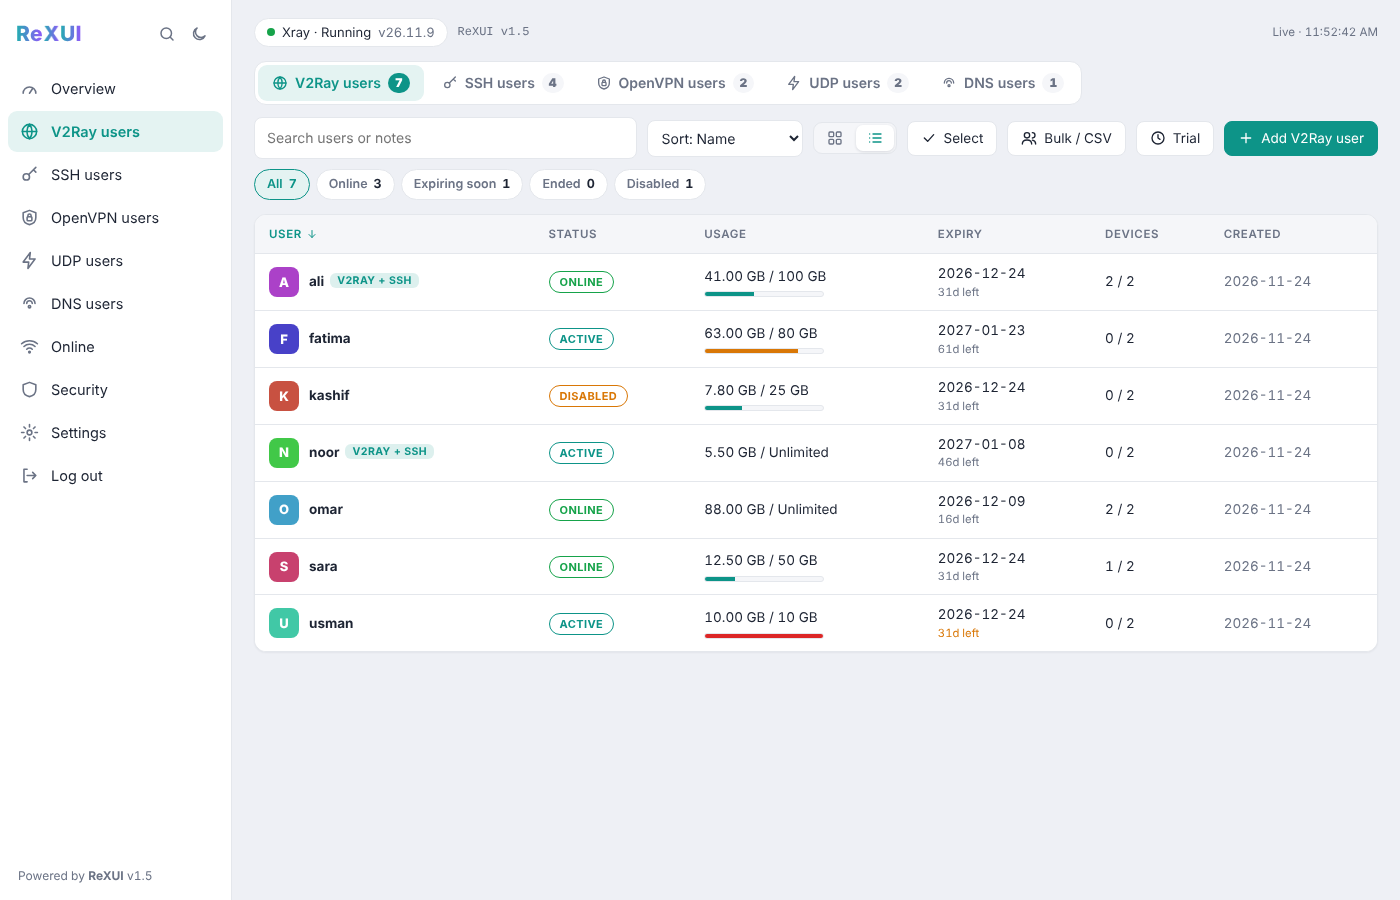 ReXUI
Overview
V2Ray users
SSH users
OpenVPN users
UDP users
DNS users
Online
Security
Settings
Log out
Powered by ReXUI v1.5
Xray · Running v26.11.9 ReXUI v1.5 Live · 11:52:42 AM
V2Ray users 7 SSH users 4 OpenVPN users 2 UDP users 2 DNS users 1
Search users or notes Sort: Name Select Bulk / CSV Trial + Add V2Ray user
All 7 Online 3 Expiring soon 1 Ended 0 Disabled 1
USER ↓ STATUS USAGE EXPIRY DEVICES CREATED
A ali V2RAY + SSH ONLINE 41.00 GB / 100 GB 2026-12-24 2 / 2 2026-11-24
31d left
F fatima ACTIVE 63.00 GB / 80 GB 2027-01-23 0 / 2 2026-11-24
61d left
K kashif DISABLED 7.80 GB / 25 GB 2026-12-24 0 / 2 2026-11-24
31d left
N noor V2RAY + SSH ACTIVE 5.50 GB / Unlimited 2027-01-08 0 / 2 2026-11-24
46d left
O omar ONLINE 88.00 GB / Unlimited 2026-12-09 2 / 2 2026-11-24
16d left
S sara ONLINE 12.50 GB / 50 GB 2026-12-24 1 / 2 2026-11-24
31d left
U usman ACTIVE 10.00 GB / 10 GB 2026-12-24 0 / 2 2026-11-24
31d left